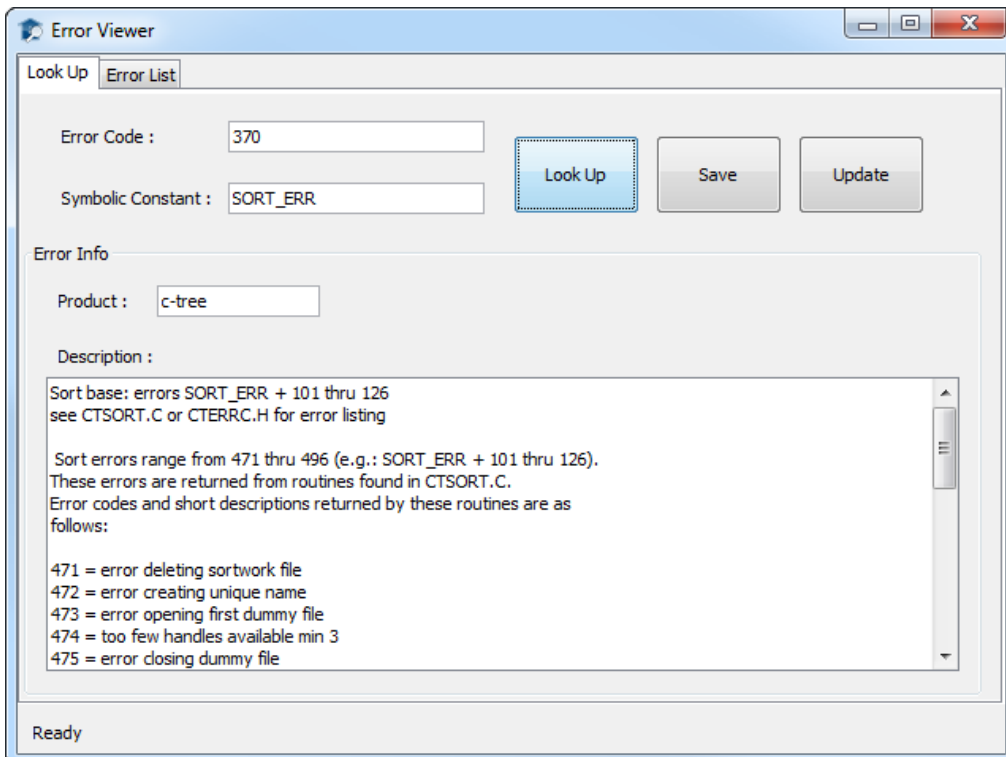 Error Viewer
Look Up
Error List
Error Code :
370
Look Up
Save
Update
Symbolic Constant :
SORT_ERR
Error Info
Product :
c-tree
Description :
Sort base: errors SORT_ERR + 101 thru 126
see CTSORT.C or CTERRC.H for error listing
Sort errors range from 471 thru 496 (e.g.: SORT_ERR + 101 thru 126).
These errors are returned from routines found in CTSORT.C.
Error codes and short descriptions returned by these routines are as
follows:
471 = error deleting sortwork file
472 = error creating unique name
473 = error opening first dummy file
474 = too few handles available min 3
475 = error closing dummy file
Ready